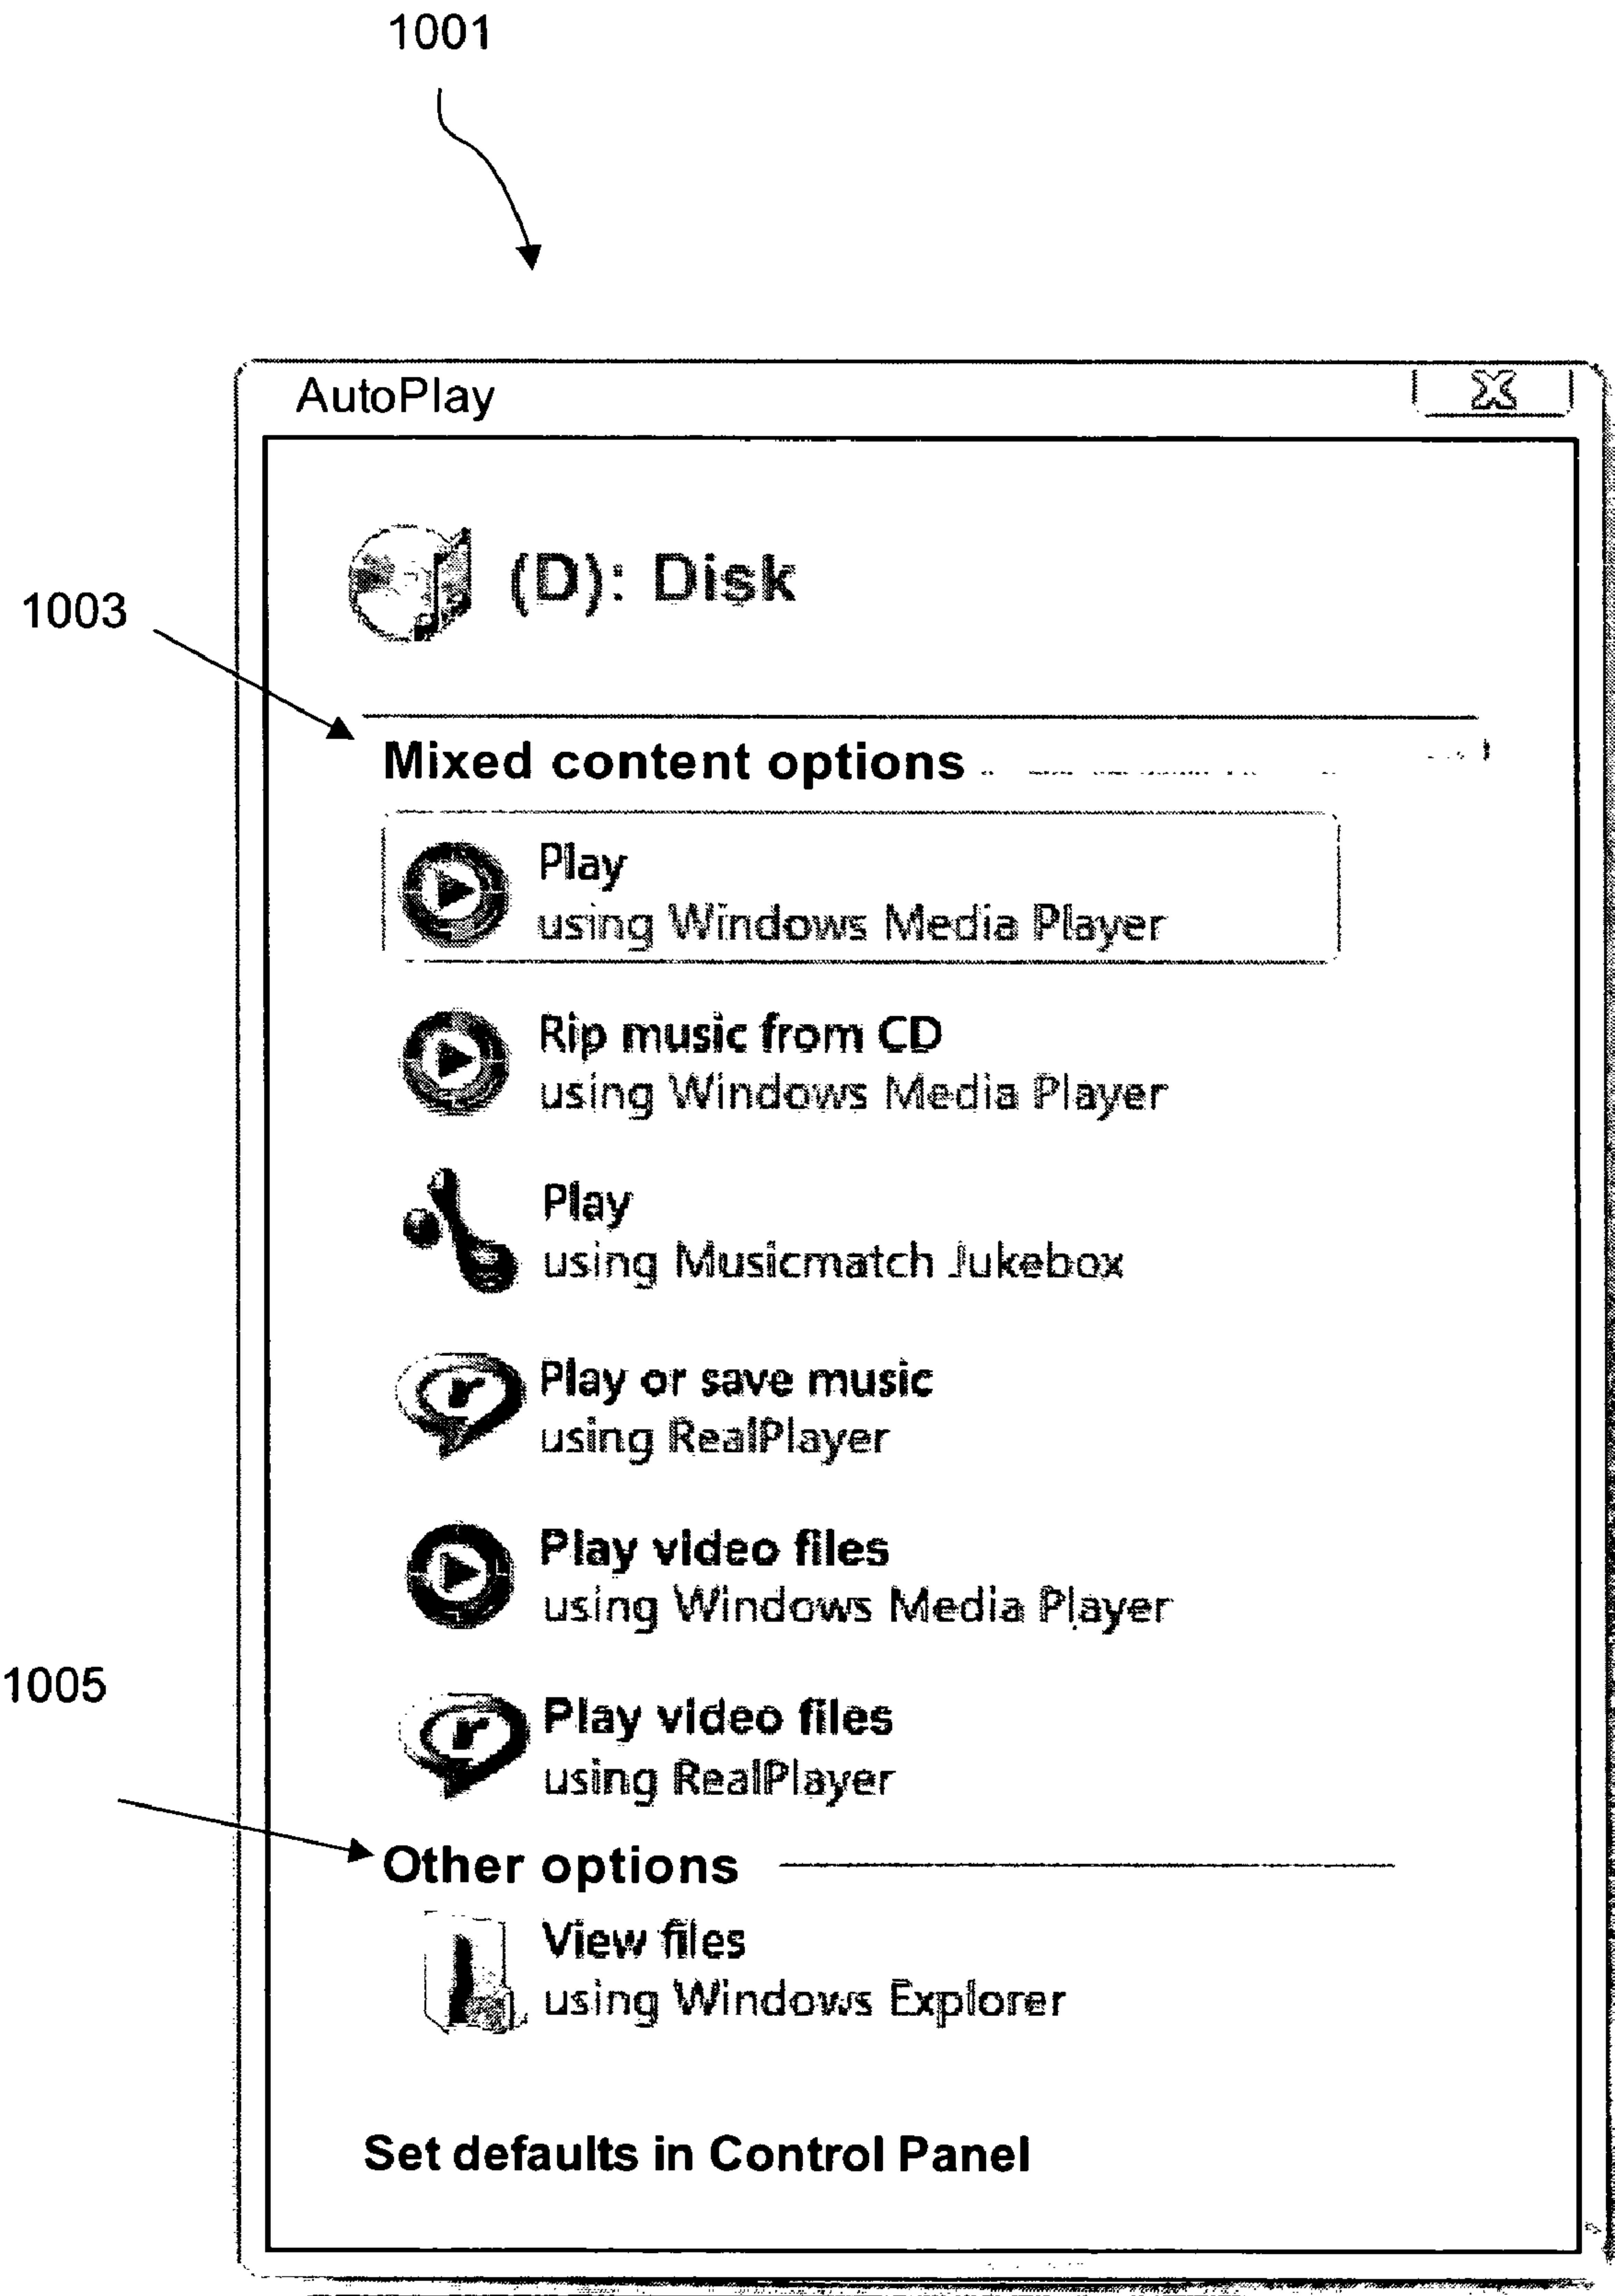 1001
AutoPlay
X
(D): Disk
1003
Mixed content options
Play
using Windows Media Player
Rip music from CD
using Windows Media Player
Play
using Musicmatch Jukebox
Play or save music
using RealPlayer
Play video files
using Windows Media Player
1005
Play video files
using RealPlayer
Other options
View files
using Windows Explorer
Set defaults in Control Panel